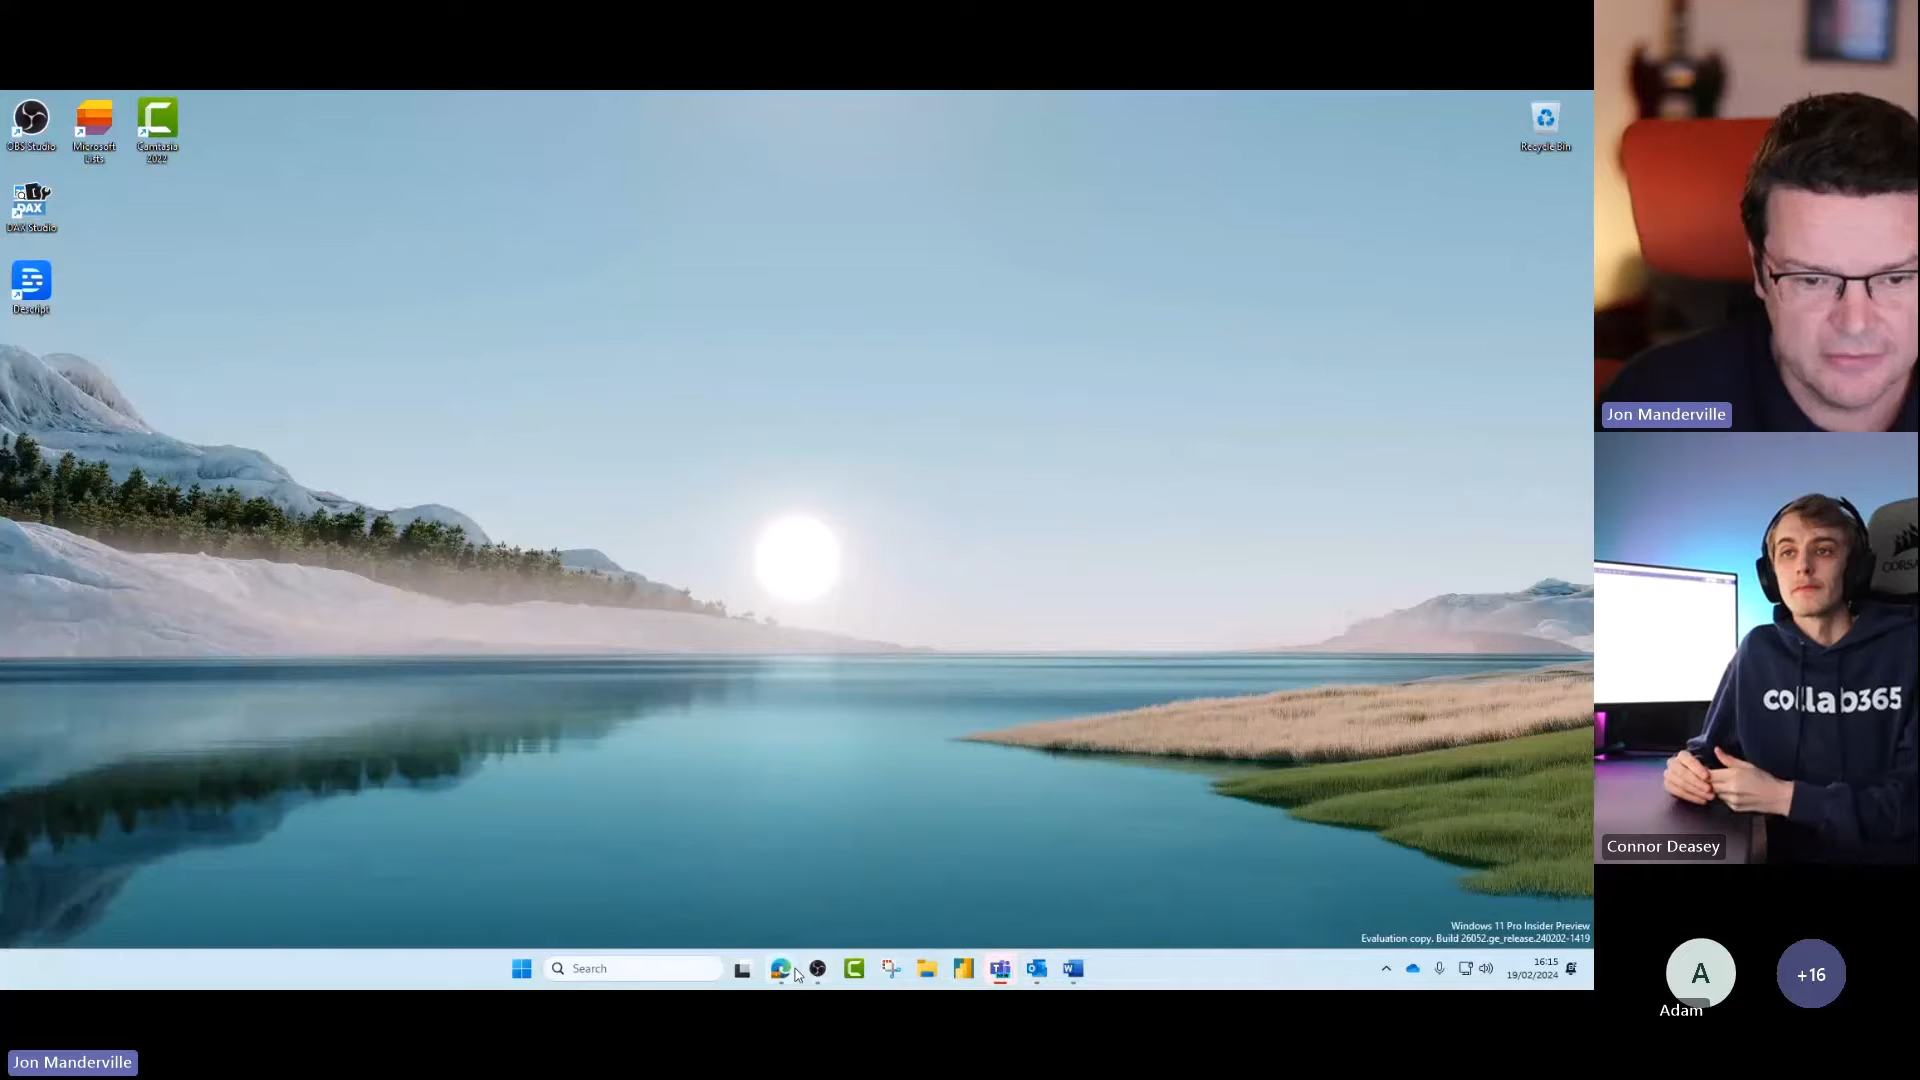 OBS Studio
Microsoft
Lists
Camtasia
2022
DAX
DAX Studio
Descript
Recycle Bin
Jon Manderville
CORSA
collab365
Connor Deasey
Windows 11 Pro Insider Preview
Evaluation copy. Build 26052.ge_release.240202-1419
Search
16:15
19/02/2024
A
+16
Adam
Jon Manderville